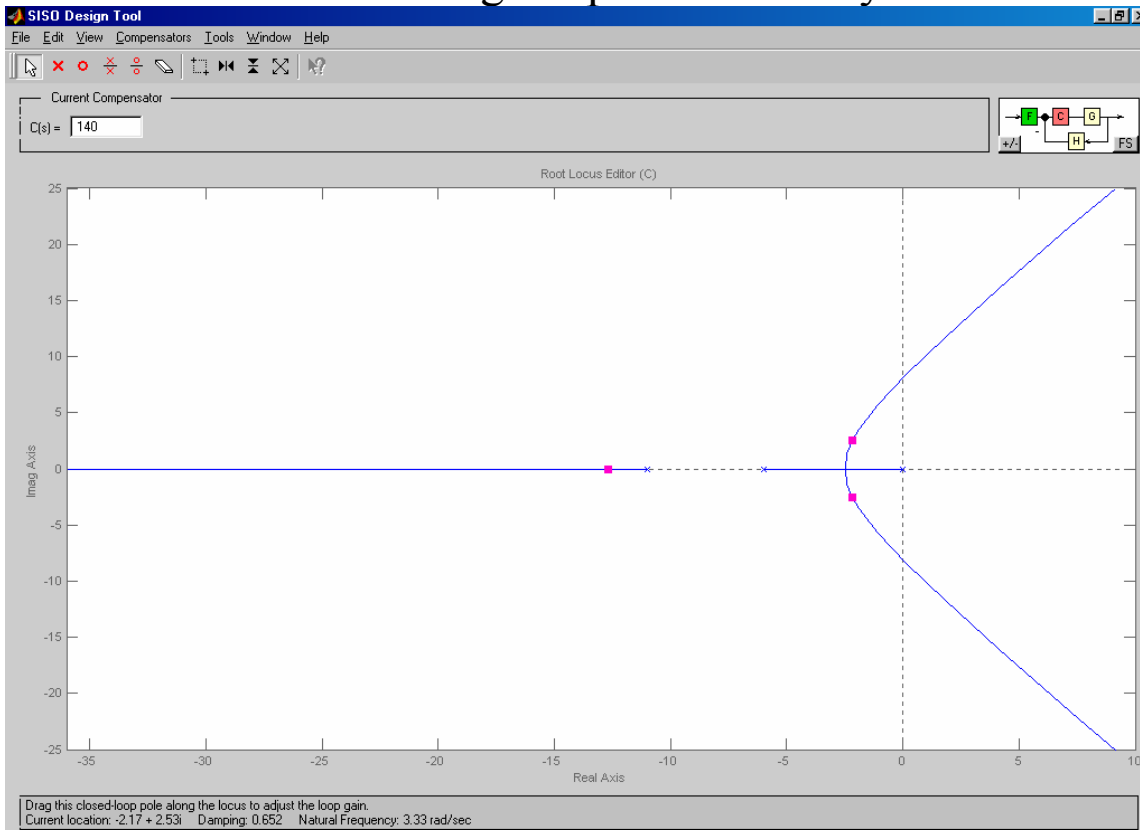 SISO Design Tool
File Edit View Compensators Tools Window Help
Current Compensator
C(s) = 140
F C G
H
+/- FS
Root Locus Editor (C)
25
20
15
10
5
0
-5
-10
-15
-20
-25
Imag Axis
-35 -30 -25 -20 -15 -10 -5 0 5 10
Real Axis
Drag this closed-loop pole along the locus to adjust the loop gain.
Current location: -2.17 + 2.53i Damping: 0.652 Natural Frequency: 3.33 rad/sec